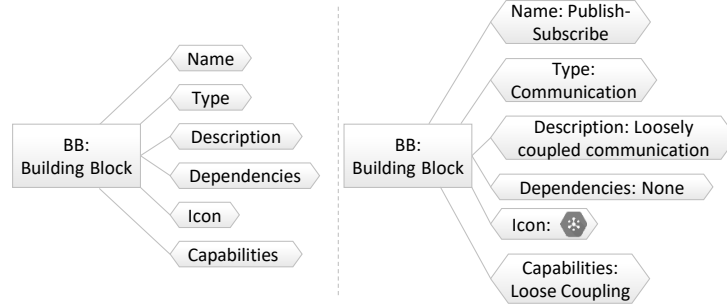 BB:
Building Block
Name
Type
Description
Dependencies
Icon
Capabilities
BB:
Building Block
Name: Publish-
Subscribe
Type:
Communication
Description: Loosely
coupled communication
Dependencies: None
Icon:
Capabilities:
Loose Coupling